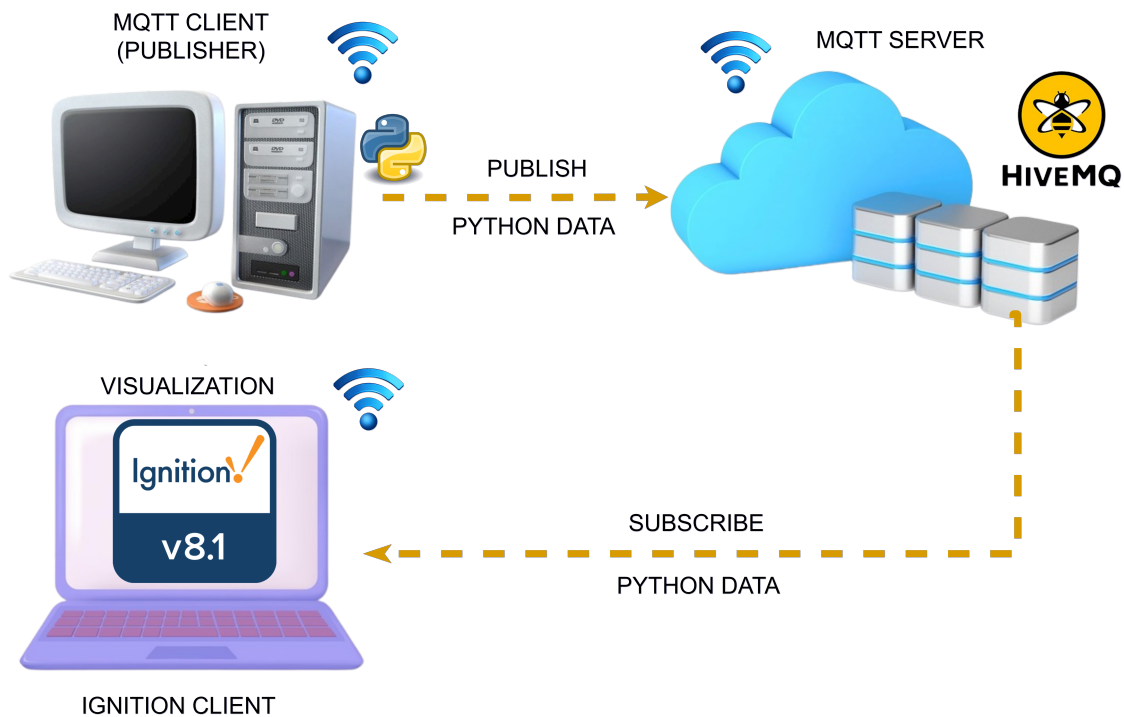 MQTT CLIENT
(PUBLISHER)
MQTT SERVER
HIVEMQ
PUBLISH
PYTHON DATA
VISUALIZATION
Ignition!
v8.1
SUBSCRIBE
PYTHON DATA
IGNITION CLIENT